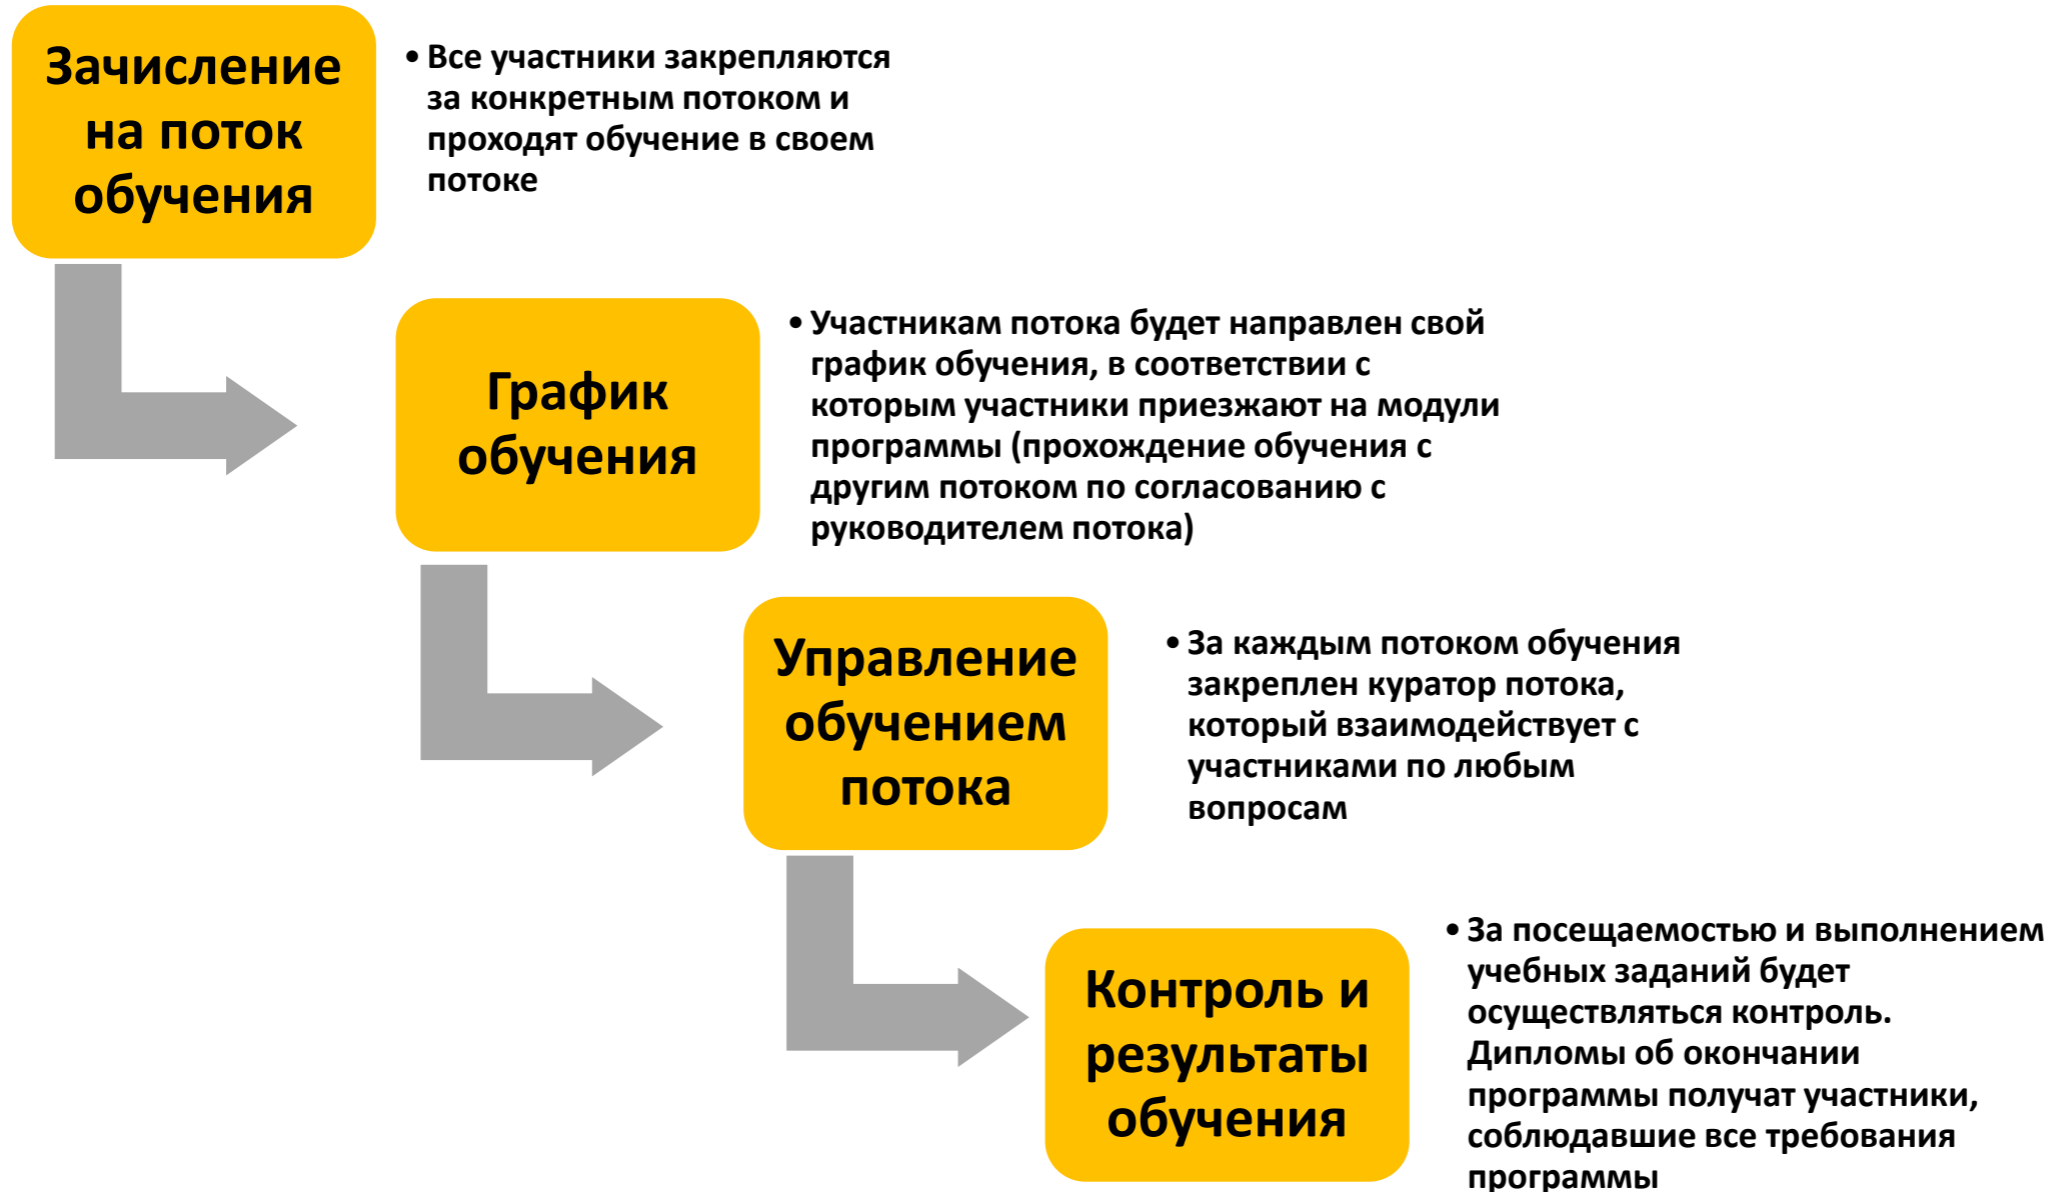 Зачисление
на поток
обучения
• Все участники закрепляются
за конкретным потоком и
проходят обучение в своем
потоке
График
обучения
• Участникам потока будет направлен свой
график обучения, в соответствии с
которым участники приезжают на модули
программы (прохождение обучения с
другим потоком по согласованию с
руководителем потока)
Управление
обучением
потока
• За каждым потоком обучения
закреплен куратор потока,
который взаимодействует с
участниками по любым
вопросам
Контроль и
результаты
обучения
• За посещаемостью и выполнением
учебных заданий будет
осуществляться контроль.
Дипломы об окончании
программы получат участники,
соблюдавшие все требования
программы